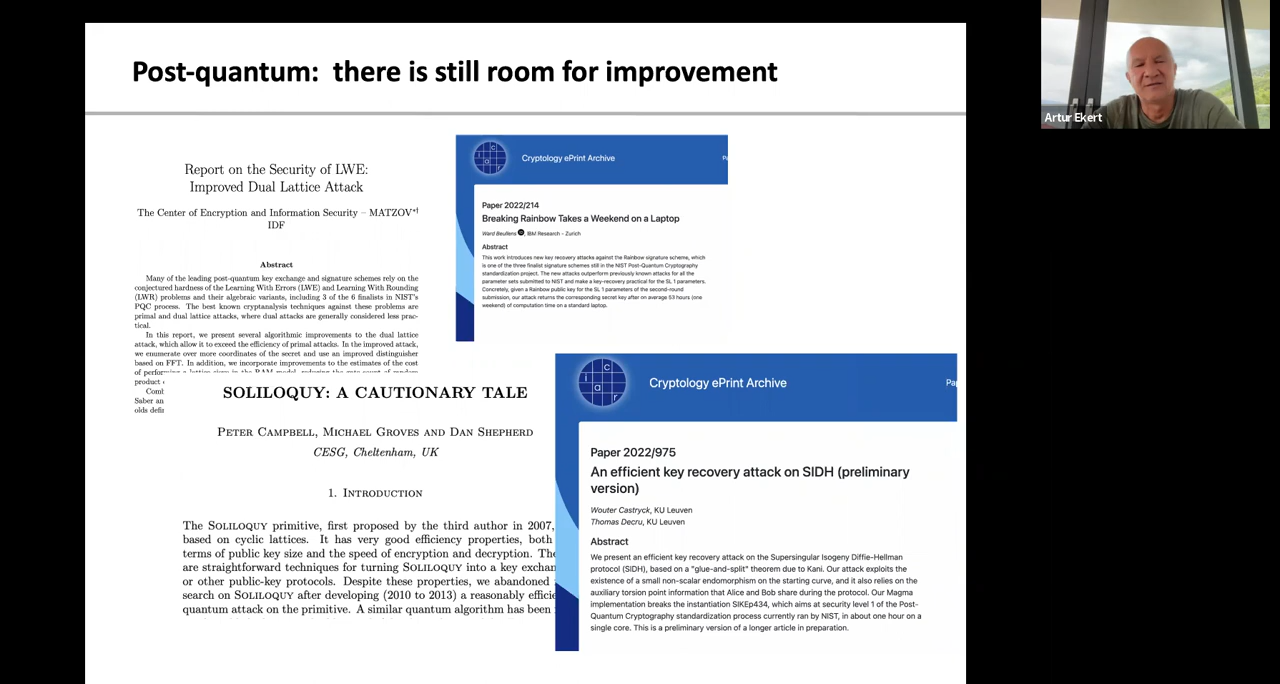 Post-quantum: there is still room for improvement
Artur Ekert
Report on the Security of LWE:
Improved Dual Lattice Attack
The Center of Encryption and Information Security – MATZOV*†
IDF
Abstract
Many of the leading post-quantum key exchange and signature schemes rely on the
conjectured hardness of the Learning With Errors (LWE) and Learning With Rounding
(LWR) problems and their algebraic variants, including 3 of the 6 finalists in NIST's
PQC process. The best known cryptanalysis techniques against these problems are
primal and dual lattice attacks, where dual attacks are generally considered less prac-
tical.
In this report, we present several algorithmic improvements to the dual lattice
attack, which allow it to exceed the efficiency of primal attacks. In the improved attack,
we enumerate over more coordinates of the secret and use an improved distinguisher
based on FFT. In addition, we incorporate improvements to the estimates of the cost
of performing a lattice sieve in the RAM model, reducing the
product
Comb
Saber an
olds defin
i a c r
Cryptology ePrint Archive
Pa
Paper 2022/214
Breaking Rainbow Takes a Weekend on a Laptop
Ward Beullens, IBM Research - Zurich
Abstract
This work introduces new key recovery attacks against the Rainbow signature scheme, which
is one of the three finalist signature schemes still in the NIST Post-Quantum Cryptography
standardization project. The new attacks outperform previously known attacks for all the
parameter sets submitted to NIST and make a key-recovery practical for the SL 1 parameters.
Concretely, given a Rainbow public key for the SL 1 parameters of the second-round
submission, our attack returns the corresponding secret key after on average 53 hours (one
weekend) of computation time on a standard laptop.
SOLILOQUY: A CAUTIONARY TALE
PETER CAMPBELL, MICHAEL GROVES AND DAN SHEPHERD
CESG, Cheltenham, UK
1. INTRODUCTION
The SOLILOQUY primitive, first proposed by the third author in 2007,
based on cyclic lattices. It has very good efficiency properties, both
terms of public key size and the speed of encryption and decryption. The
are straightforward techniques for turning SOLILOQUY into a key exchan
or other public-key protocols. Despite these properties, we abandoned
search on SOLILOQUY after developing (2010 to 2013) a reasonably efficie
quantum attack on the primitive. A similar quantum algorithm has been
i a c r
Cryptology ePrint Archive
Pap
Paper 2022/975
An efficient key recovery attack on SIDH (preliminary
version)
Wouter Castryck, KU Leuven
Thomas Decru, KU Leuven
Abstract
We present an efficient key recovery attack on the Supersingular Isogeny Diffie-Hellman
protocol (SIDH), based on a "glue-and-split" theorem due to Kani. Our attack exploits the
existence of a small non-scalar endomorphism on the starting curve, and it also relies on the
auxiliary torsion point information that Alice and Bob share during the protocol. Our Magma
implementation breaks the instantiation SIKEp434, which aims at security level 1 of the Post-
Quantum Cryptography standardization process currently ran by NIST, in about one hour on a
single core. This is a preliminary version of a longer article in preparation.